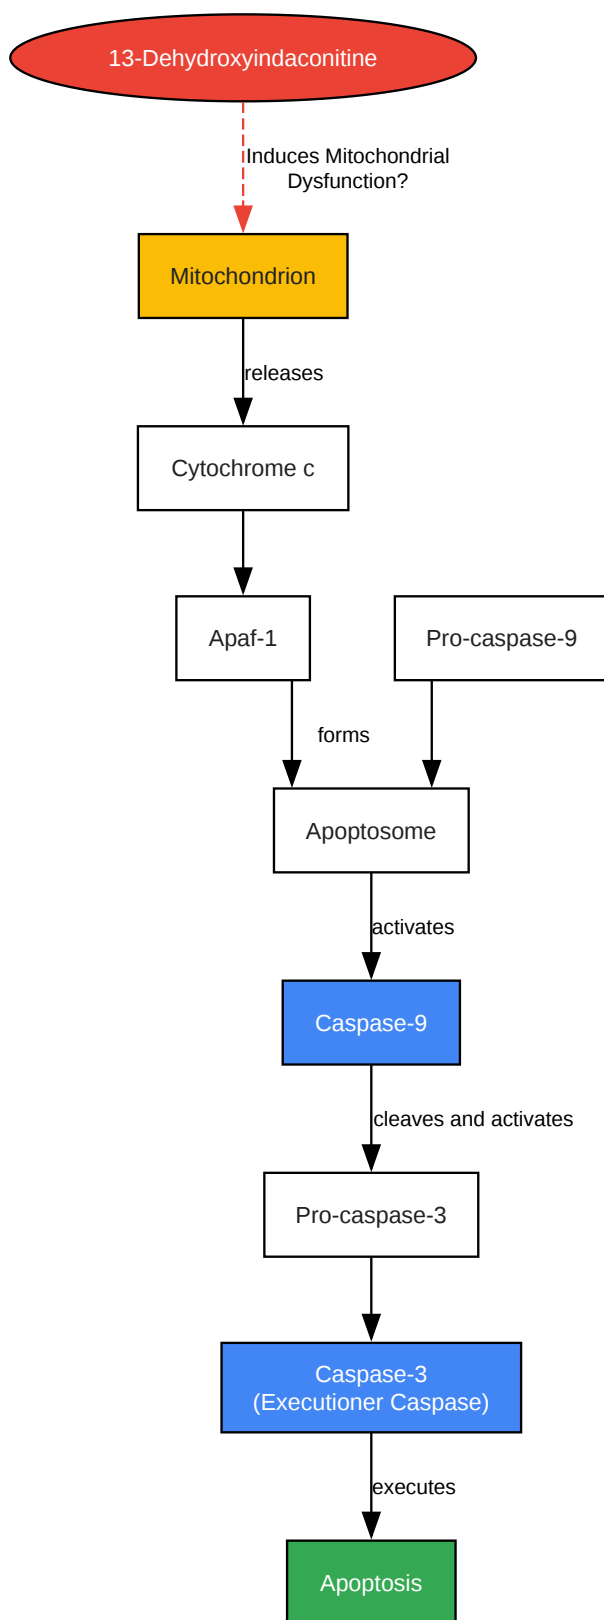 13-Dehydroxyindaconitine
Induces Mitochondrial
Dysfunction?
Mitochondrion
releases
Cytochrome c
Apaf-1
Pro-caspase-9
forms
Apoptosome
activates
Caspase-9
cleaves and activates
Pro-caspase-3
Caspase-3
(Executioner Caspase)
executes
Apoptosis